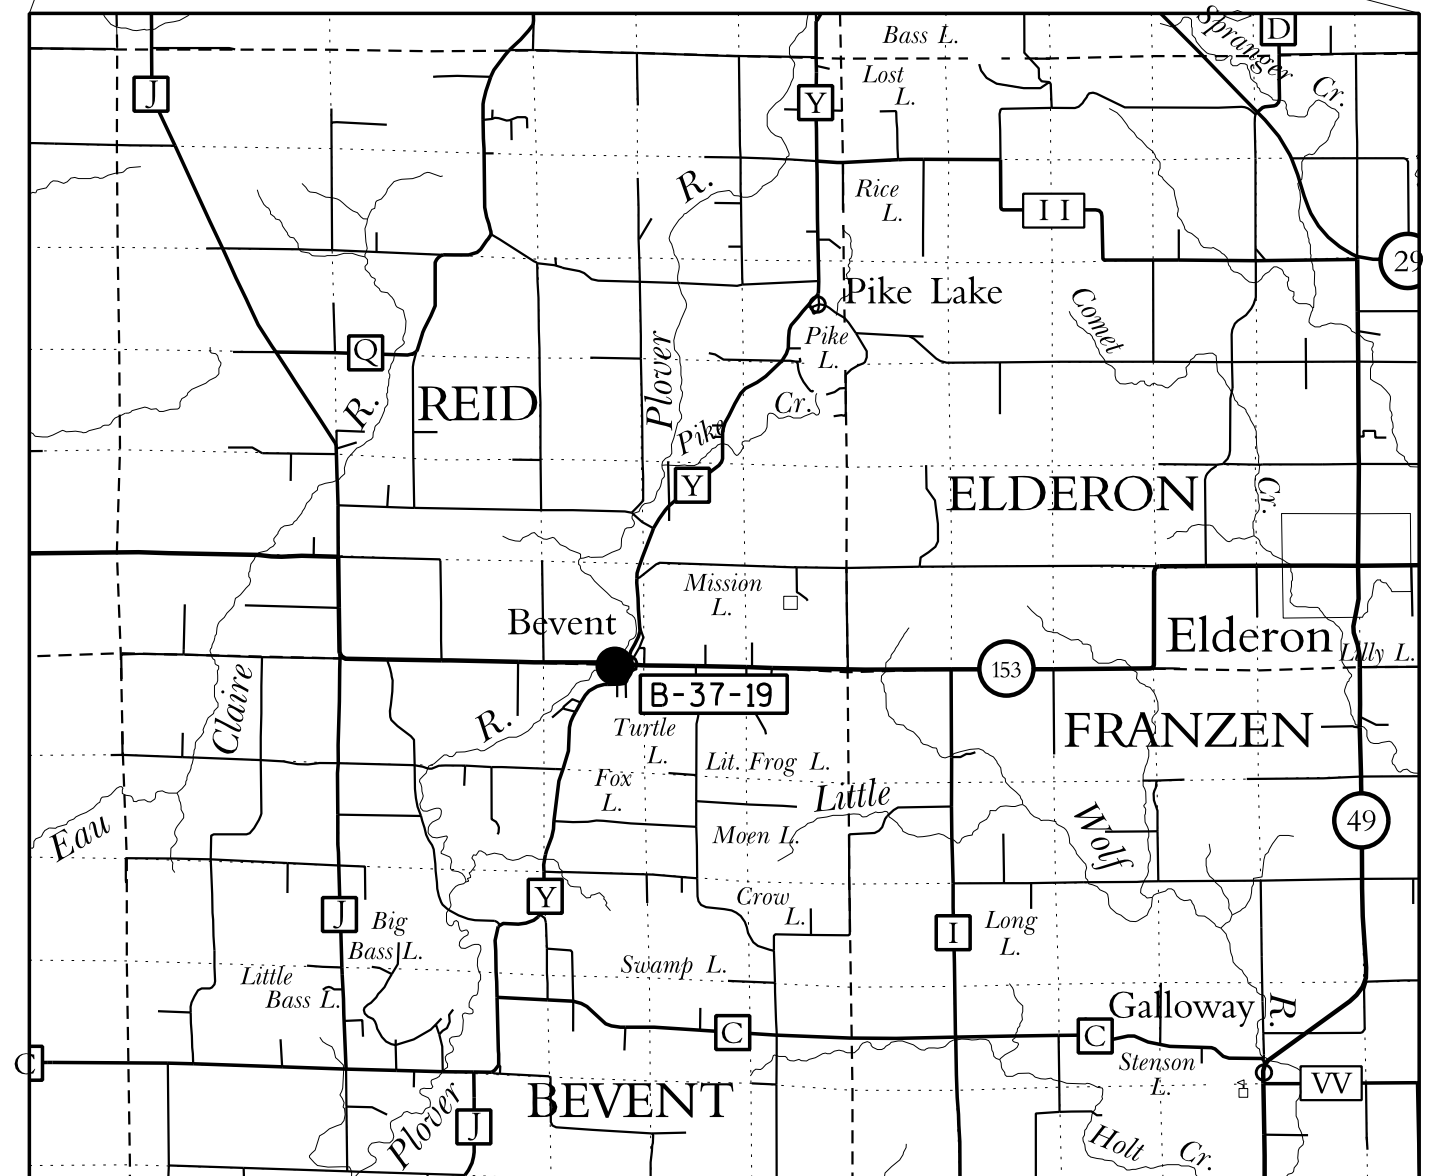 Spranger
Cr.
D
Bass L.
J
Lost
L.
Y
R.
Rice
L.
I I
29
Pike Lake
Comet
Pike
L.
Q
Plover
REID
R.
Cr.
Pike
Y
ELDERON
Cr.
Mission
L.
Bevent
Elderon
Lilly L.
153
B-37-19
Claire
R.
Turtle
L.
FRANZEN
Lit. Frog L.
Fox
L.
Little
Eau
Moen L.
Wolf
49
Y
Crow
L.
J
Big
Bass L.
I
Long
L.
Little
Bass L.
Swamp L.
Galloway
R.
C
C
C
Stenson
L.
VV
BEVENT
Plover
J
Holt
Cr.